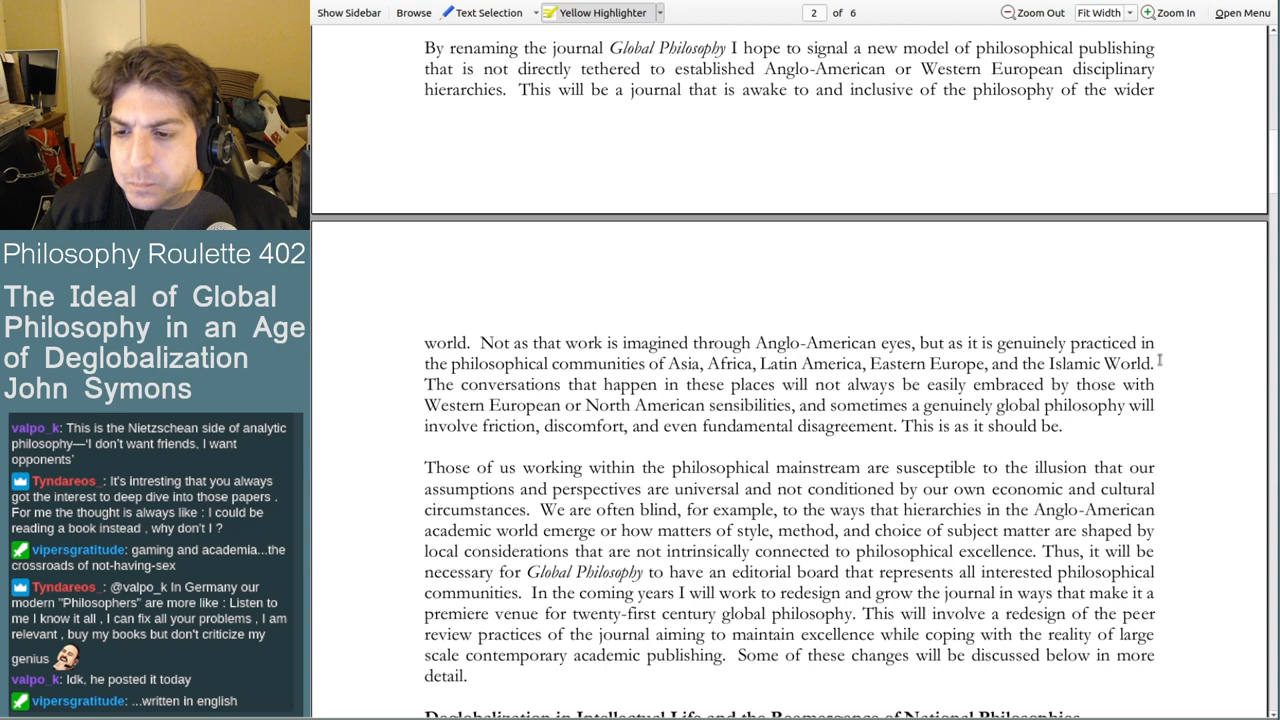 Show Sidebar Browse Text Selection Yellow Highlighter 2 of 6 Zoom Out Fit Width Zoom In Open Menu
By renaming the journal Global Philosophy I hope to signal a new model of philosophical publishing
that is not directly tethered to established Anglo-American or Western European disciplinary
hierarchies. This will be a journal that is awake to and inclusive of the philosophy of the wider
world. Not as that work is imagined through Anglo-American eyes, but as it is genuinely practiced in
the philosophical communities of Asia, Africa, Latin America, Eastern Europe, and the Islamic World.
The conversations that happen in these places will not always be easily embraced by those with
Western European or North American sensibilities, and sometimes a genuinely global philosophy will
involve friction, discomfort, and even fundamental disagreement. This is as it should be.
Those of us working within the philosophical mainstream are susceptible to the illusion that our
assumptions and perspectives are universal and not conditioned by our own economic and cultural
circumstances. We are often blind, for example, to the ways that hierarchies in the Anglo-American
academic world emerge or how matters of style, method, and choice of subject matter are shaped by
local considerations that are not intrinsically connected to philosophical excellence. Thus, it will be
necessary for Global Philosophy to have an editorial board that represents all interested philosophical
communities. In the coming years I will work to redesign and grow the journal in ways that make it a
premiere venue for twenty-first century global philosophy. This will involve a redesign of the peer
review practices of the journal aiming to maintain excellence while coping with the reality of large
scale contemporary academic publishing. Some of these changes will be discussed below in more
detail.
Deglobalization in Intellectual Life and the Reemergence of National Philosophies
Philosophy Roulette 402
The Ideal of Global
Philosophy in an Age
of Deglobalization
John Symons
valpo_k: This is the Nietzschean side of analytic
philosophy—‘I don't want friends, I want
opponents’
Tyndareos_: It's intresting that you always
got the interest to deep dive into those papers .
For me the thought is always like : I could be
reading a book instead , why don't I ?
vipersgratitude: gaming and academia...the
crossroads of not-having-sex
Tyndareos_: @valpo_k In Germany our
modern "Philosophers" are more like : Listen to
me I know it all , I can fix all your problems , I am
relevant , buy my books but don't criticize my
genius
valpo_k: Idk, he posted it today
vipersgratitude: ...written in english